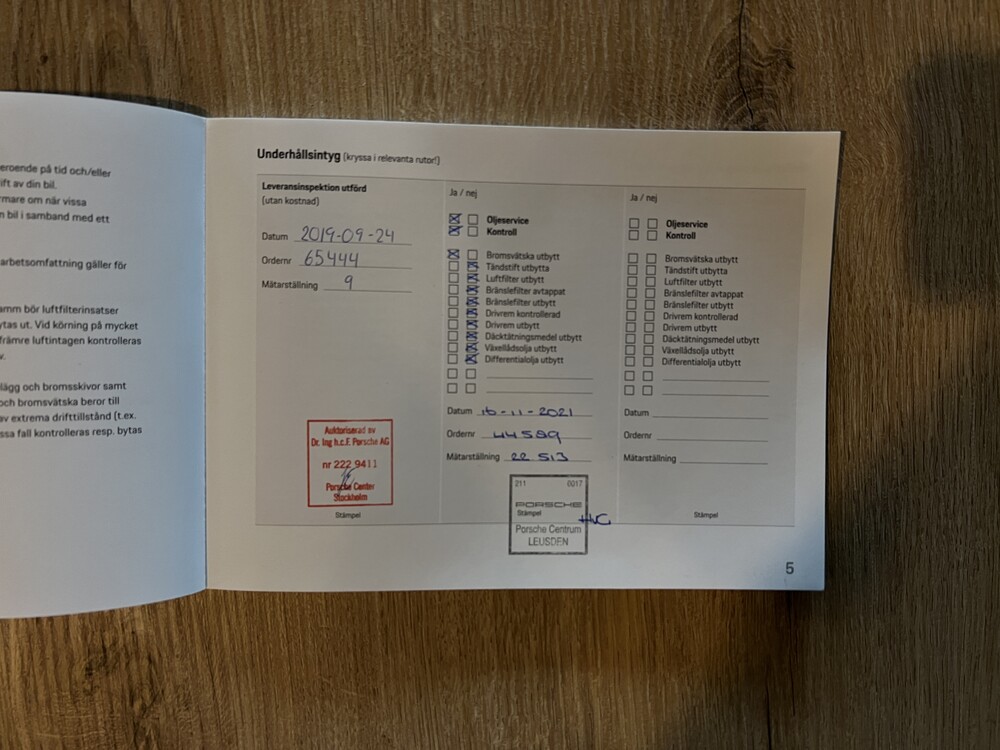 eroende på tid och/eller
ift av din bil.
mare om när vissa
n bil i samband med ett
arbetsomfattning gäller för
amm bör luftfilterinsatser
ytas ut. Vid körning på mycket
främre luftintagen kontrolleras
v.
lägg och bromsskivor samt
och bromsvätska beror till
av extrema drifttillstånd (t.ex.
ssa fall kontrolleras resp. bytas
Underhållsintyg (kryssa i relevanta rutor!)
Leveransinspektion utförd
(utan kostnad)
Datum 2019-09-24
Ordernr 65444
Mätarställning 9
Auktoriserad av
Dr. Ing h.c.F. Porsche AG
nr 222 9411
Porsche Center
Stockholm
Stämpel
Ja / nej
Oljeservice
Kontroll
Bromsvätska utbytt
Tändstift utbytta
Luftfilter utbytt
Bränslefilter avtappat
Bränslefilter utbytt
Drivrem kontrollerad
Drivrem utbytt
Däcktätningsmedel utbytt
Växellådsolja utbytt
Differentialolja utbytt
Datum 16-11-2021
Ordernr 44589
Mätarställning 22 513
211 0017
PORSCHE
Stämpel
Porsche Centrum
LEUSDEN
Ja / nej
Oljeservice
Kontroll
Bromsvätska utbytt
Tändstift utbytta
Luftfilter utbytt
Bränslefilter avtappat
Bränslefilter utbytt
Drivrem kontrollerad
Drivrem utbytt
Däcktätningsmedel utbytt
Växellådsolja utbytt
Differentialolja utbytt
Datum
Ordernr
Mätarställning
Stämpel
5